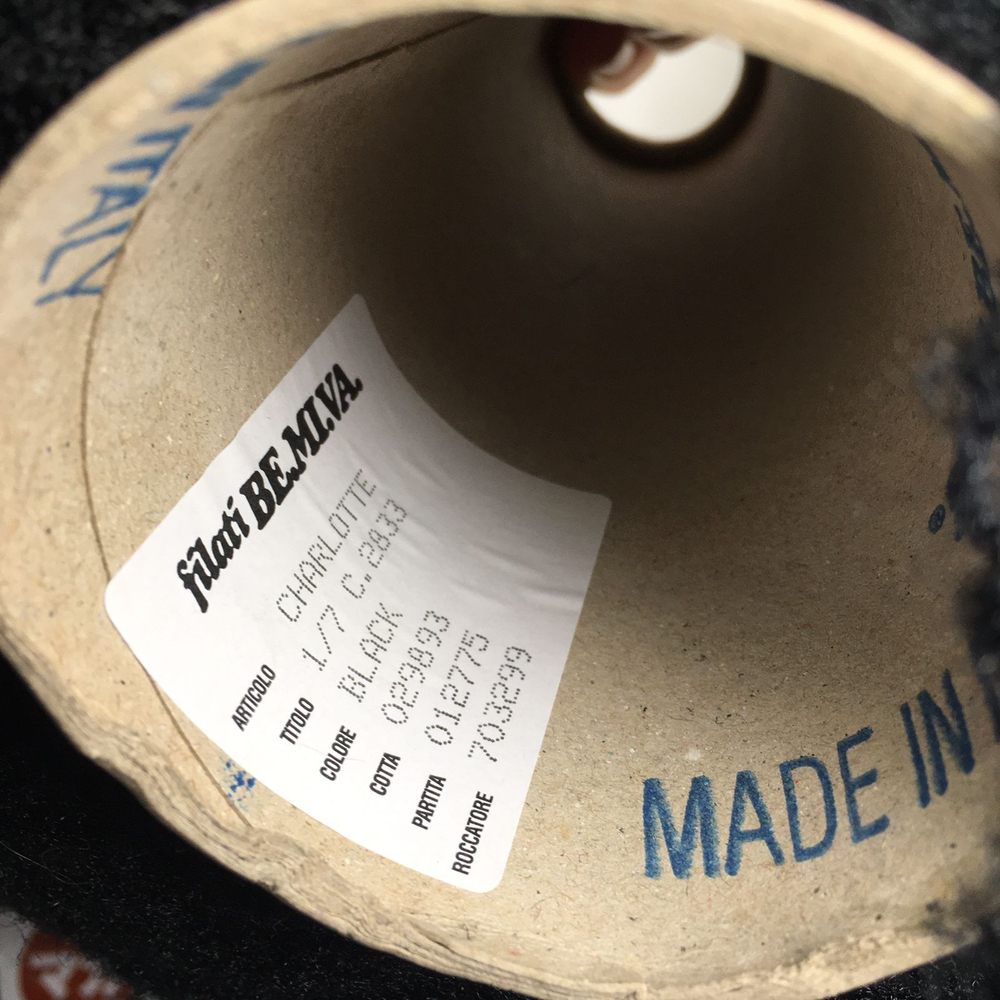 filati BE.MI.VA.
ARTICOLO CHARLOTTE
TITOLO 1/7 C.2833
COLORE BLACK
COTTA 029893
PARTITA 012775
ROCCATORE 703299
MADE IN
ITALY